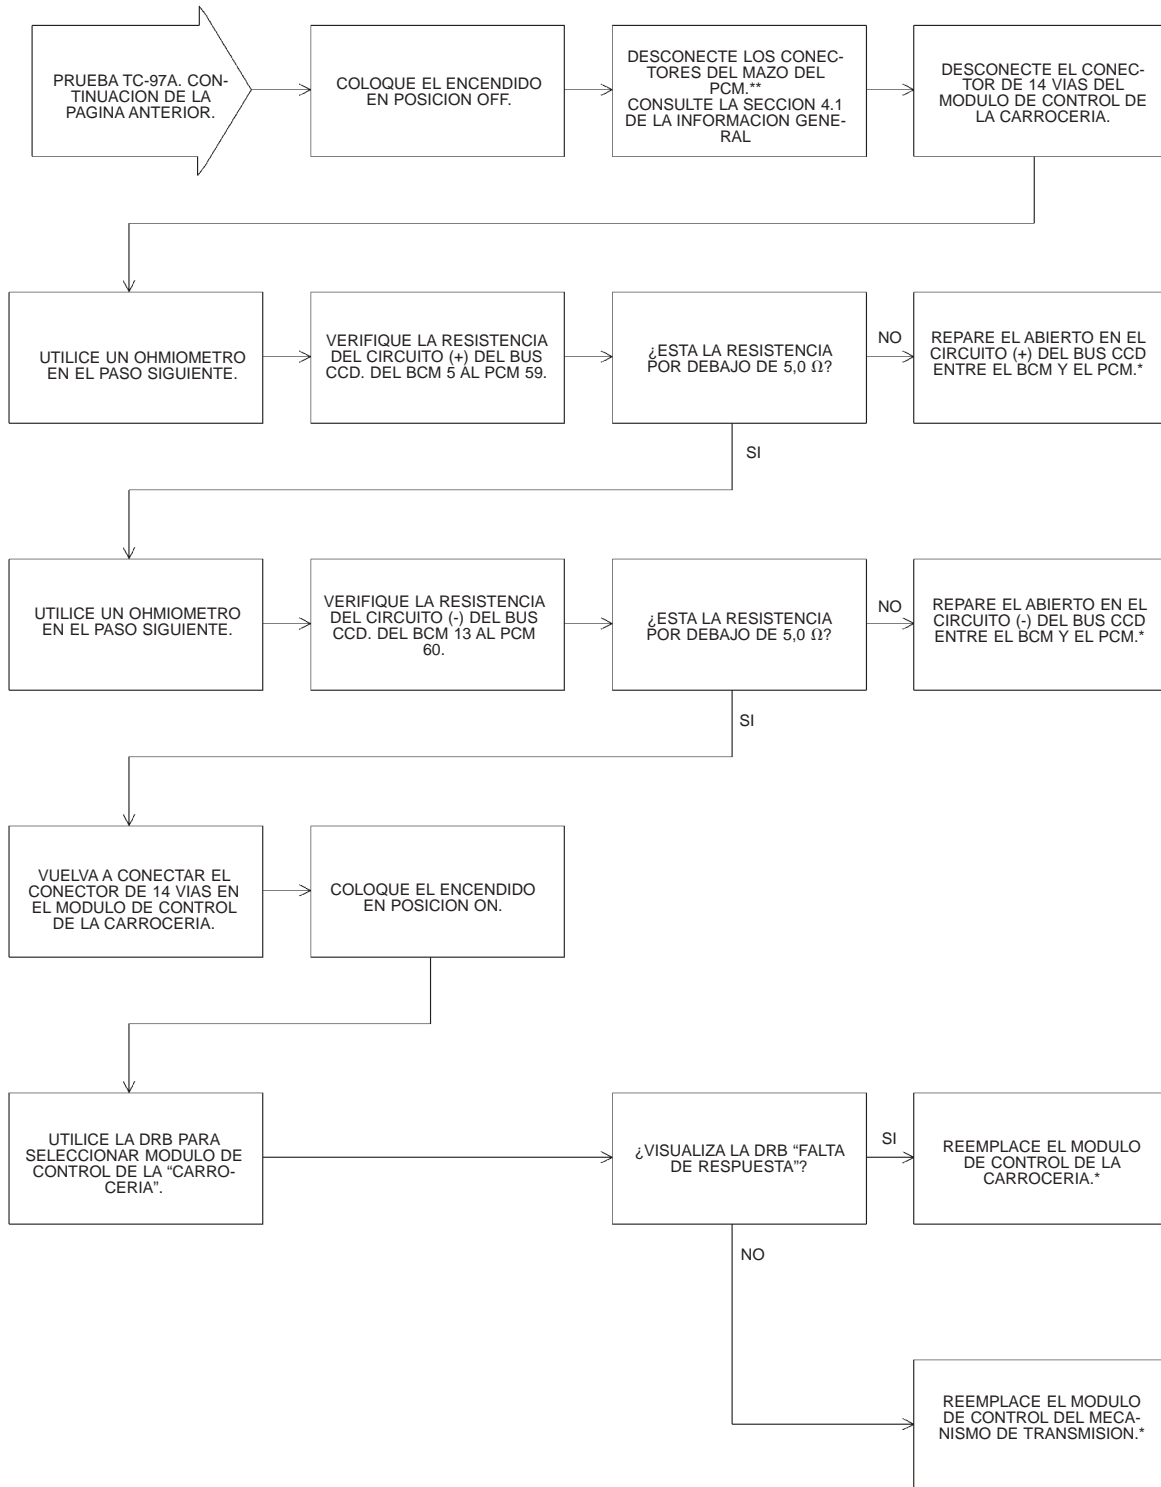 PRUEBA TC-97A. CON-
TINUACION DE LA
PAGINA ANTERIOR.
COLOQUE EL ENCENDIDO
EN POSICION OFF.
DESCONECTE LOS CONEC-
TORES DEL MAZO DEL
PCM.**
CONSULTE LA SECCION 4.1
DE LA INFORMACION GENE-
RAL
DESCONECTE EL CONEC-
TOR DE 14 VIAS DEL
MODULO DE CONTROL DE
LA CARROCERIA.
UTILICE UN OHMIOMETRO
EN EL PASO SIGUIENTE.
VERIFIQUE LA RESISTENCIA
DEL CIRCUITO (+) DEL BUS
CCD. DEL BCM 5 AL PCM 59.
¿ESTA LA RESISTENCIA
POR DEBAJO DE 5,0 Ω?
NO
REPARE EL ABIERTO EN EL
CIRCUITO (+) DEL BUS CCD
ENTRE EL BCM Y EL PCM.*
SI
UTILICE UN OHMIOMETRO
EN EL PASO SIGUIENTE.
VERIFIQUE LA RESISTENCIA
DEL CIRCUITO (-) DEL BUS
CCD. DEL BCM 13 AL PCM
60.
¿ESTA LA RESISTENCIA
POR DEBAJO DE 5,0 Ω?
NO
REPARE EL ABIERTO EN EL
CIRCUITO (-) DEL BUS CCD
ENTRE EL BCM Y EL PCM.*
SI
VUELVA A CONECTAR EL
CONECTOR DE 14 VIAS EN
EL MODULO DE CONTROL
DE LA CARROCERIA.
COLOQUE EL ENCENDIDO
EN POSICION ON.
UTILICE LA DRB PARA
SELECCIONAR MODULO DE
CONTROL DE LA “CARRO-
CERIA”.
¿VISUALIZA LA DRB “FALTA
DE RESPUESTA”?
SI
REEMPLACE EL MODULO
DE CONTROL DE LA
CARROCERIA.*
NO
REEMPLACE EL MODULO
DE CONTROL DEL MECA-
NISMO DE TRANSMISION.*